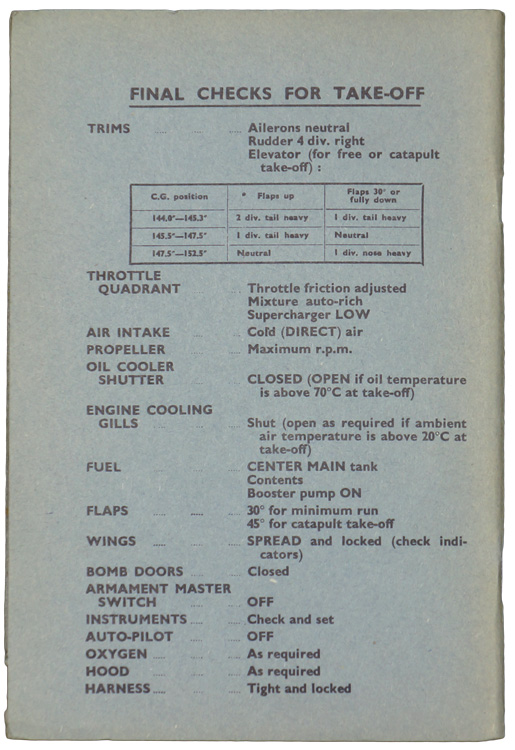 FINAL CHECKS FOR TAKE-OFF
TRIMS .... ... .... Ailerons neutral
Rudder 4 div. right
Elevator (for free or catapult
take-off) :
C.G. position * Flaps up Flaps 30° or
fully down
144.0"—145.3" 2 div. tail heavy 1 div. tail heavy
145.5"—147.5" 1 div. tail heavy Neutral
147.5"—152.5" Neutral 1 div. nose heavy
THROTTLE
QUADRANT ... Throttle friction adjusted
Mixture auto-rich
Supercharger LOW
AIR INTAKE ... .... Cold (DIRECT) air
PROPELLER ... .... Maximum r.p.m.
OIL COOLER
SHUTTER ... .... CLOSED (OPEN if oil temperature
is above 70°C at take-off)
ENGINE COOLING
GILLS ... .... Shut (open as required if ambient
air temperature is above 20°C at
take-off)
FUEL ... ... .... CENTER MAIN tank
Contents
Booster pump ON
FLAPS ... .... .... 30° for minimum run
45° for catapult take-off
WINGS ... .... .... SPREAD and locked (check indi-
cators)
BOMB DOORS ... .... Closed
ARMAMENT MASTER
SWITCH ... .... OFF
INSTRUMENTS ... .... Check and set
AUTO-PILOT ... .... OFF
OXYGEN ... ... .... As required
HOOD ... ... .... As required
HARNESS .... ... .... Tight and locked